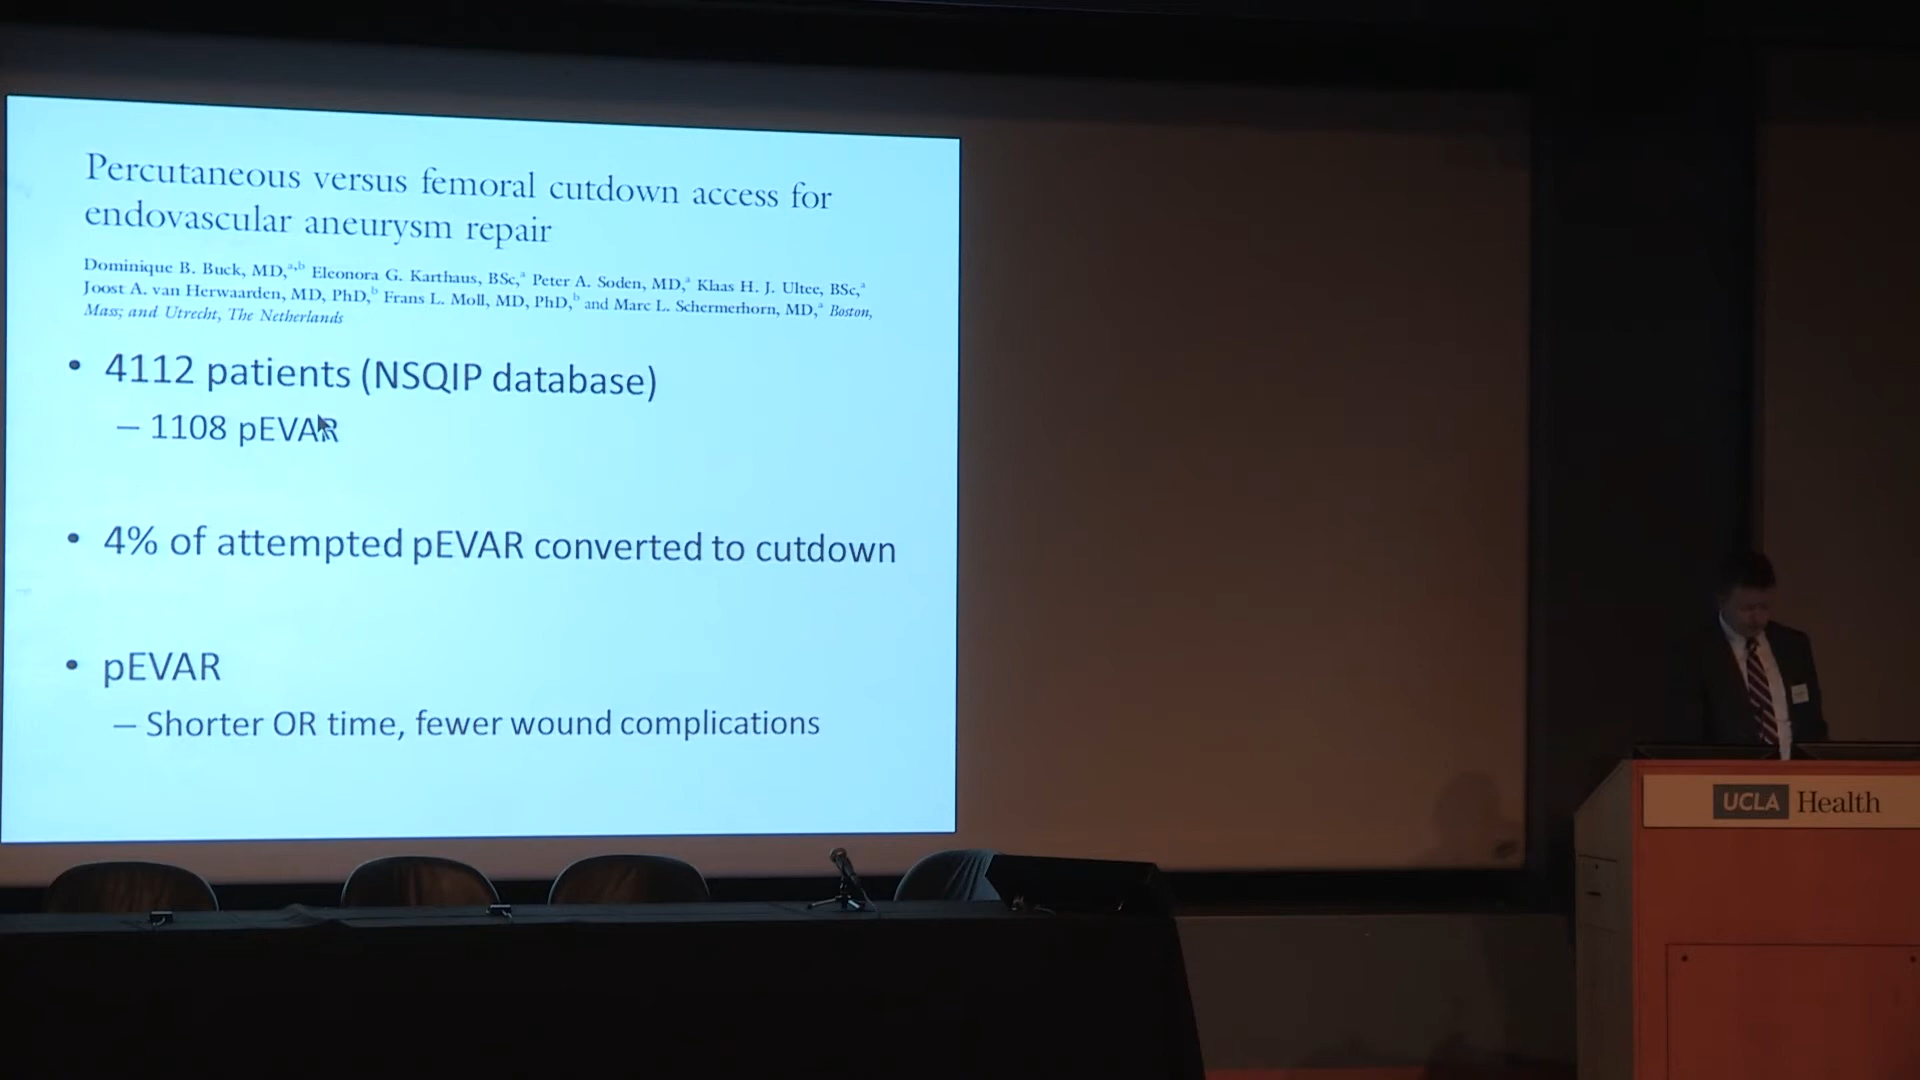 Percutaneous versus femoral cutdown access for
endovascular aneurysm repair
Dominique B. Buck, MD,a,b Eleonora G. Karthaus, BSc,a Peter A. Soden, MD,a Klaas H. J. Ultee, BSc,a
Joost A. van Herwaarden, MD, PhD,b Frans L. Moll, MD, PhD,b and Marc L. Schermerhorn, MD,a Boston,
Mass; and Utrecht, The Netherlands
• 4112 patients (NSQIP database)
– 1108 pEVAR
• 4% of attempted pEVAR converted to cutdown
• pEVAR
– Shorter OR time, fewer wound complications
UCLA Health